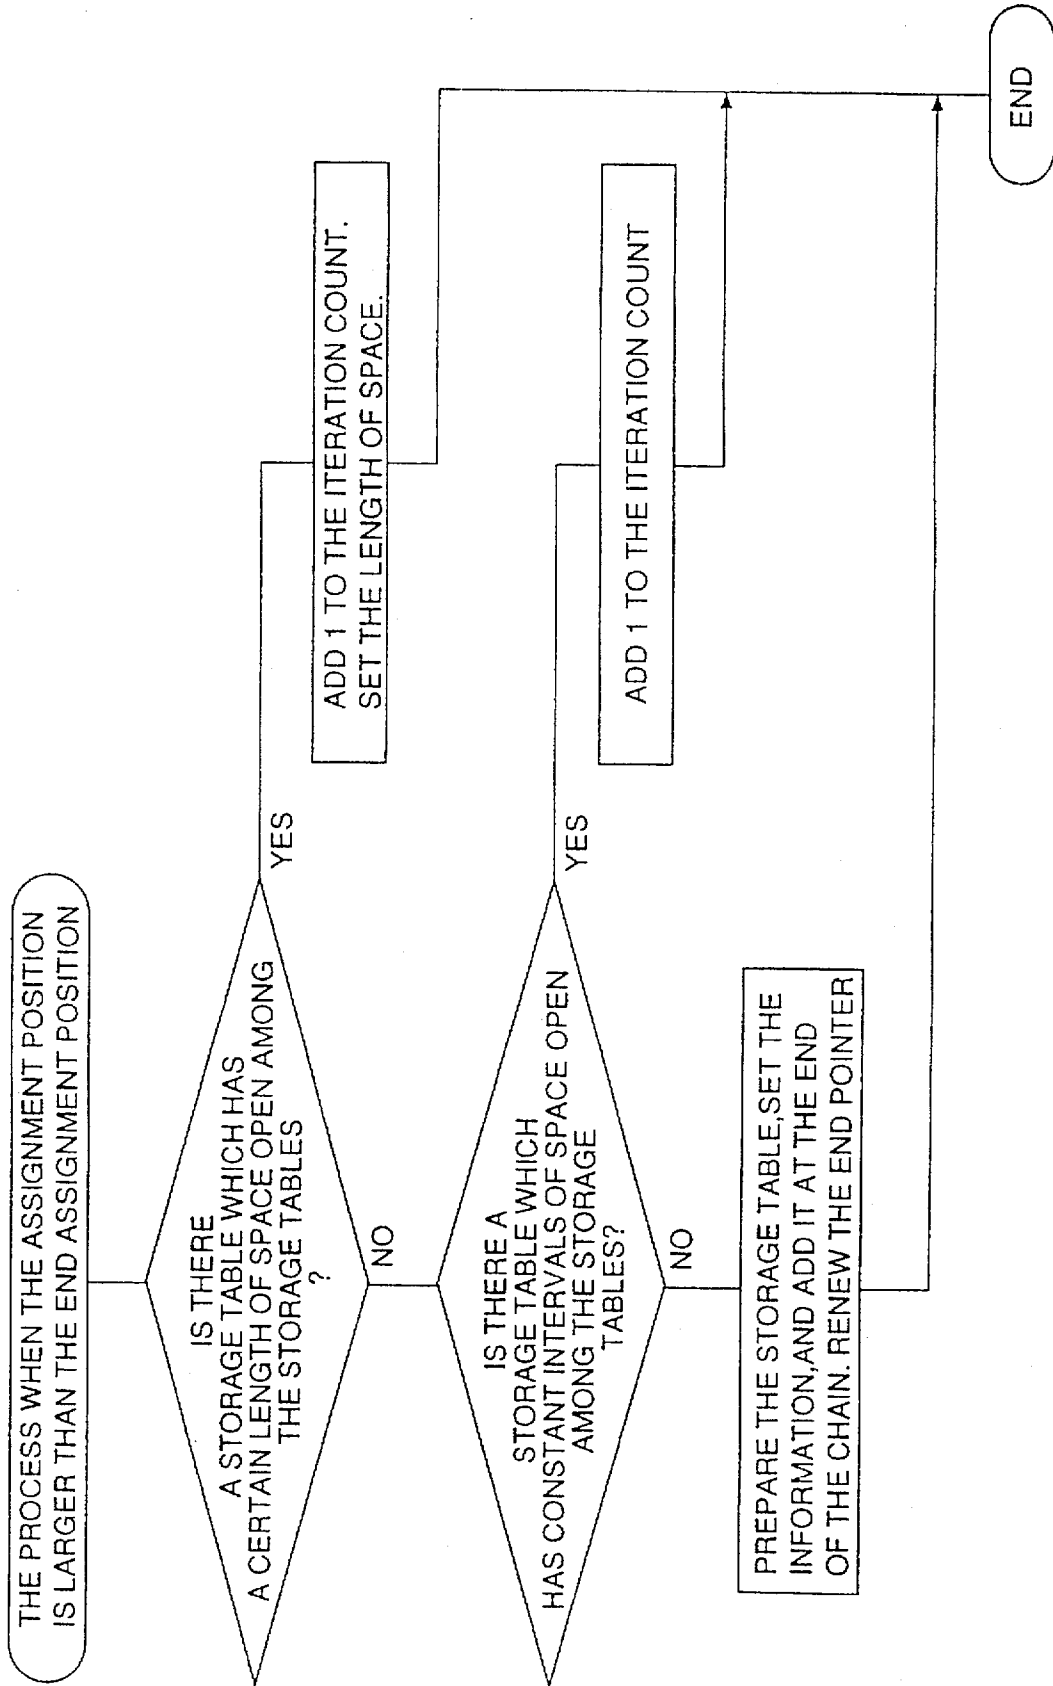 THE PROCESS WHEN THE ASSIGNMENT POSITION
IS LARGER THAN THE END ASSIGNMENT POSITION
IS THERE
A STORAGE TABLE WHICH HAS
A CERTAIN LENGTH OF SPACE OPEN AMONG
THE STORAGE TABLES
?
YES
ADD 1 TO THE ITERATION COUNT.
SET THE LENGTH OF SPACE.
NO
IS THERE A
STORAGE TABLE WHICH
HAS CONSTANT INTERVALS OF SPACE OPEN
AMONG THE STORAGE
TABLES?
YES
ADD 1 TO THE ITERATION COUNT
NO
PREPARE THE STORAGE TABLE,SET THE
INFORMATION,AND ADD IT AT THE END
OF THE CHAIN. RENEW THE END POINTER
END